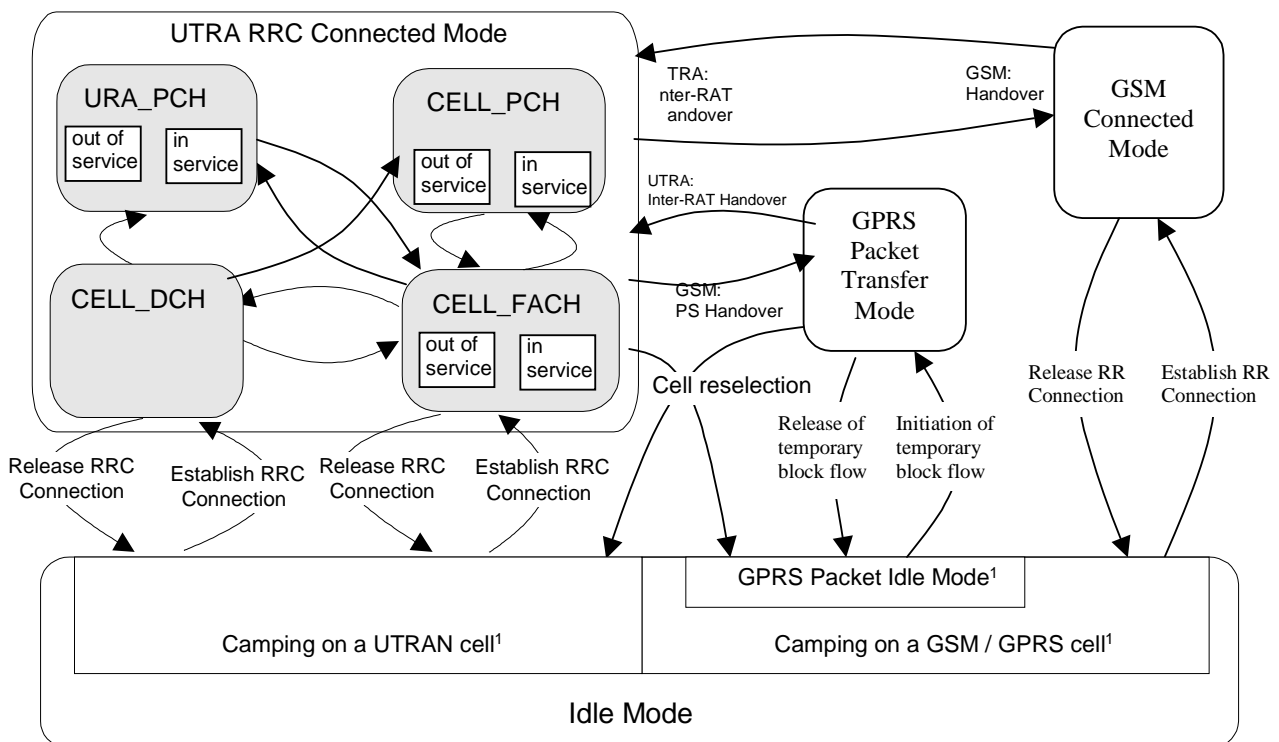 UTRA RRC Connected Mode
URA_PCH
out of
service
in
service
CELL_PCH
out of
service
in
service
CELL_DCH
CELL_FACH
out of
service
in
service
TRA:
nter-RAT
andover
GSM:
Handover
GSM
Connected
Mode
UTRA:
Inter-RAT Handover
GPRS
Packet
Transfer
Mode
GSM:
PS Handover
Cell reselection
Release RRC
Connection
Establish RRC
Connection
Release RRC
Connection
Establish RRC
Connection
Release of
temporary
block flow
Initiation of
temporary
block flow
Release RR
Connection
Establish RR
Connection
GPRS Packet Idle Mode¹
Camping on a UTRAN cell¹
Camping on a GSM / GPRS cell¹
Idle Mode